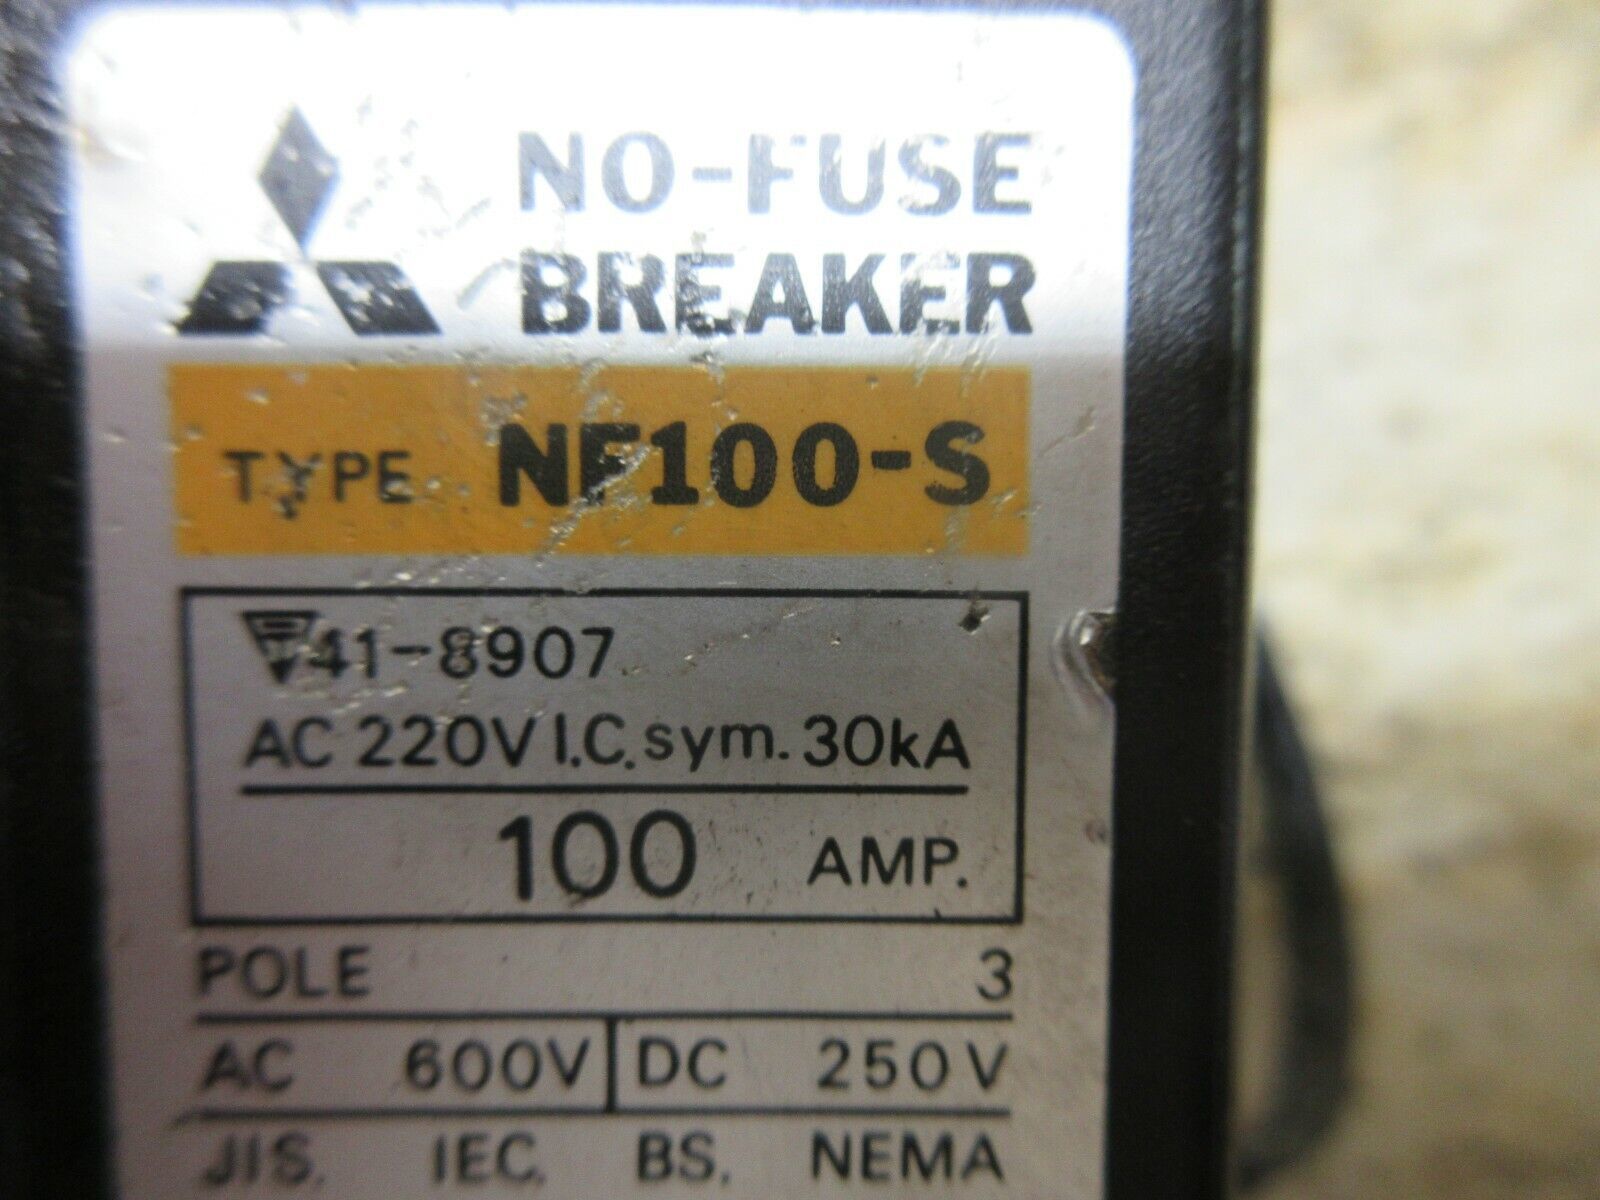 NO-FUSE
BREAKER
TYPE NF100-S
41-8907
AC 220V I.C. sym. 30kA
100 AMP.
POLE 3
AC 600V DC 250V
JIS. IEC. BS. NEMA